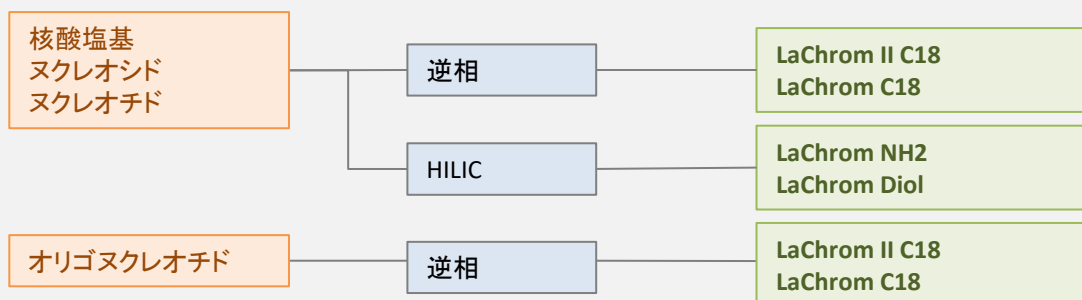 核酸塩基
ヌクレオシド
ヌクレオチド
逆相
LaChrom II C18
LaChrom C18
HILIC
LaChrom NH2
LaChrom Diol
オリゴヌクレオチド
逆相
LaChrom II C18
LaChrom C18